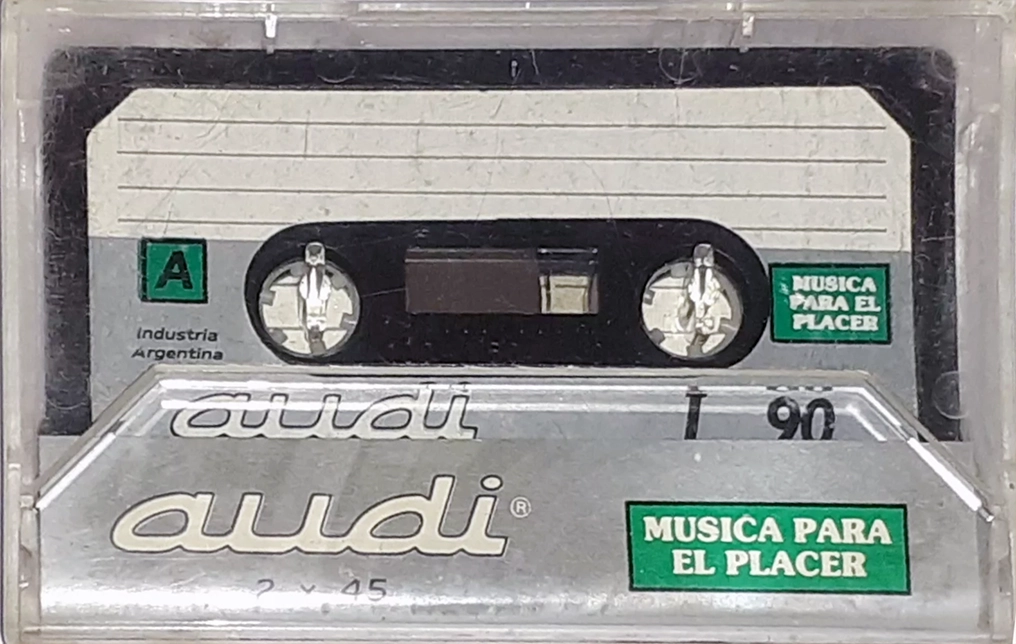 A
MUSICA
PARA EL
PLACER
Industria
Argentina
audi
90
audi®
MUSICA PARA
EL PLACER
2 x 45